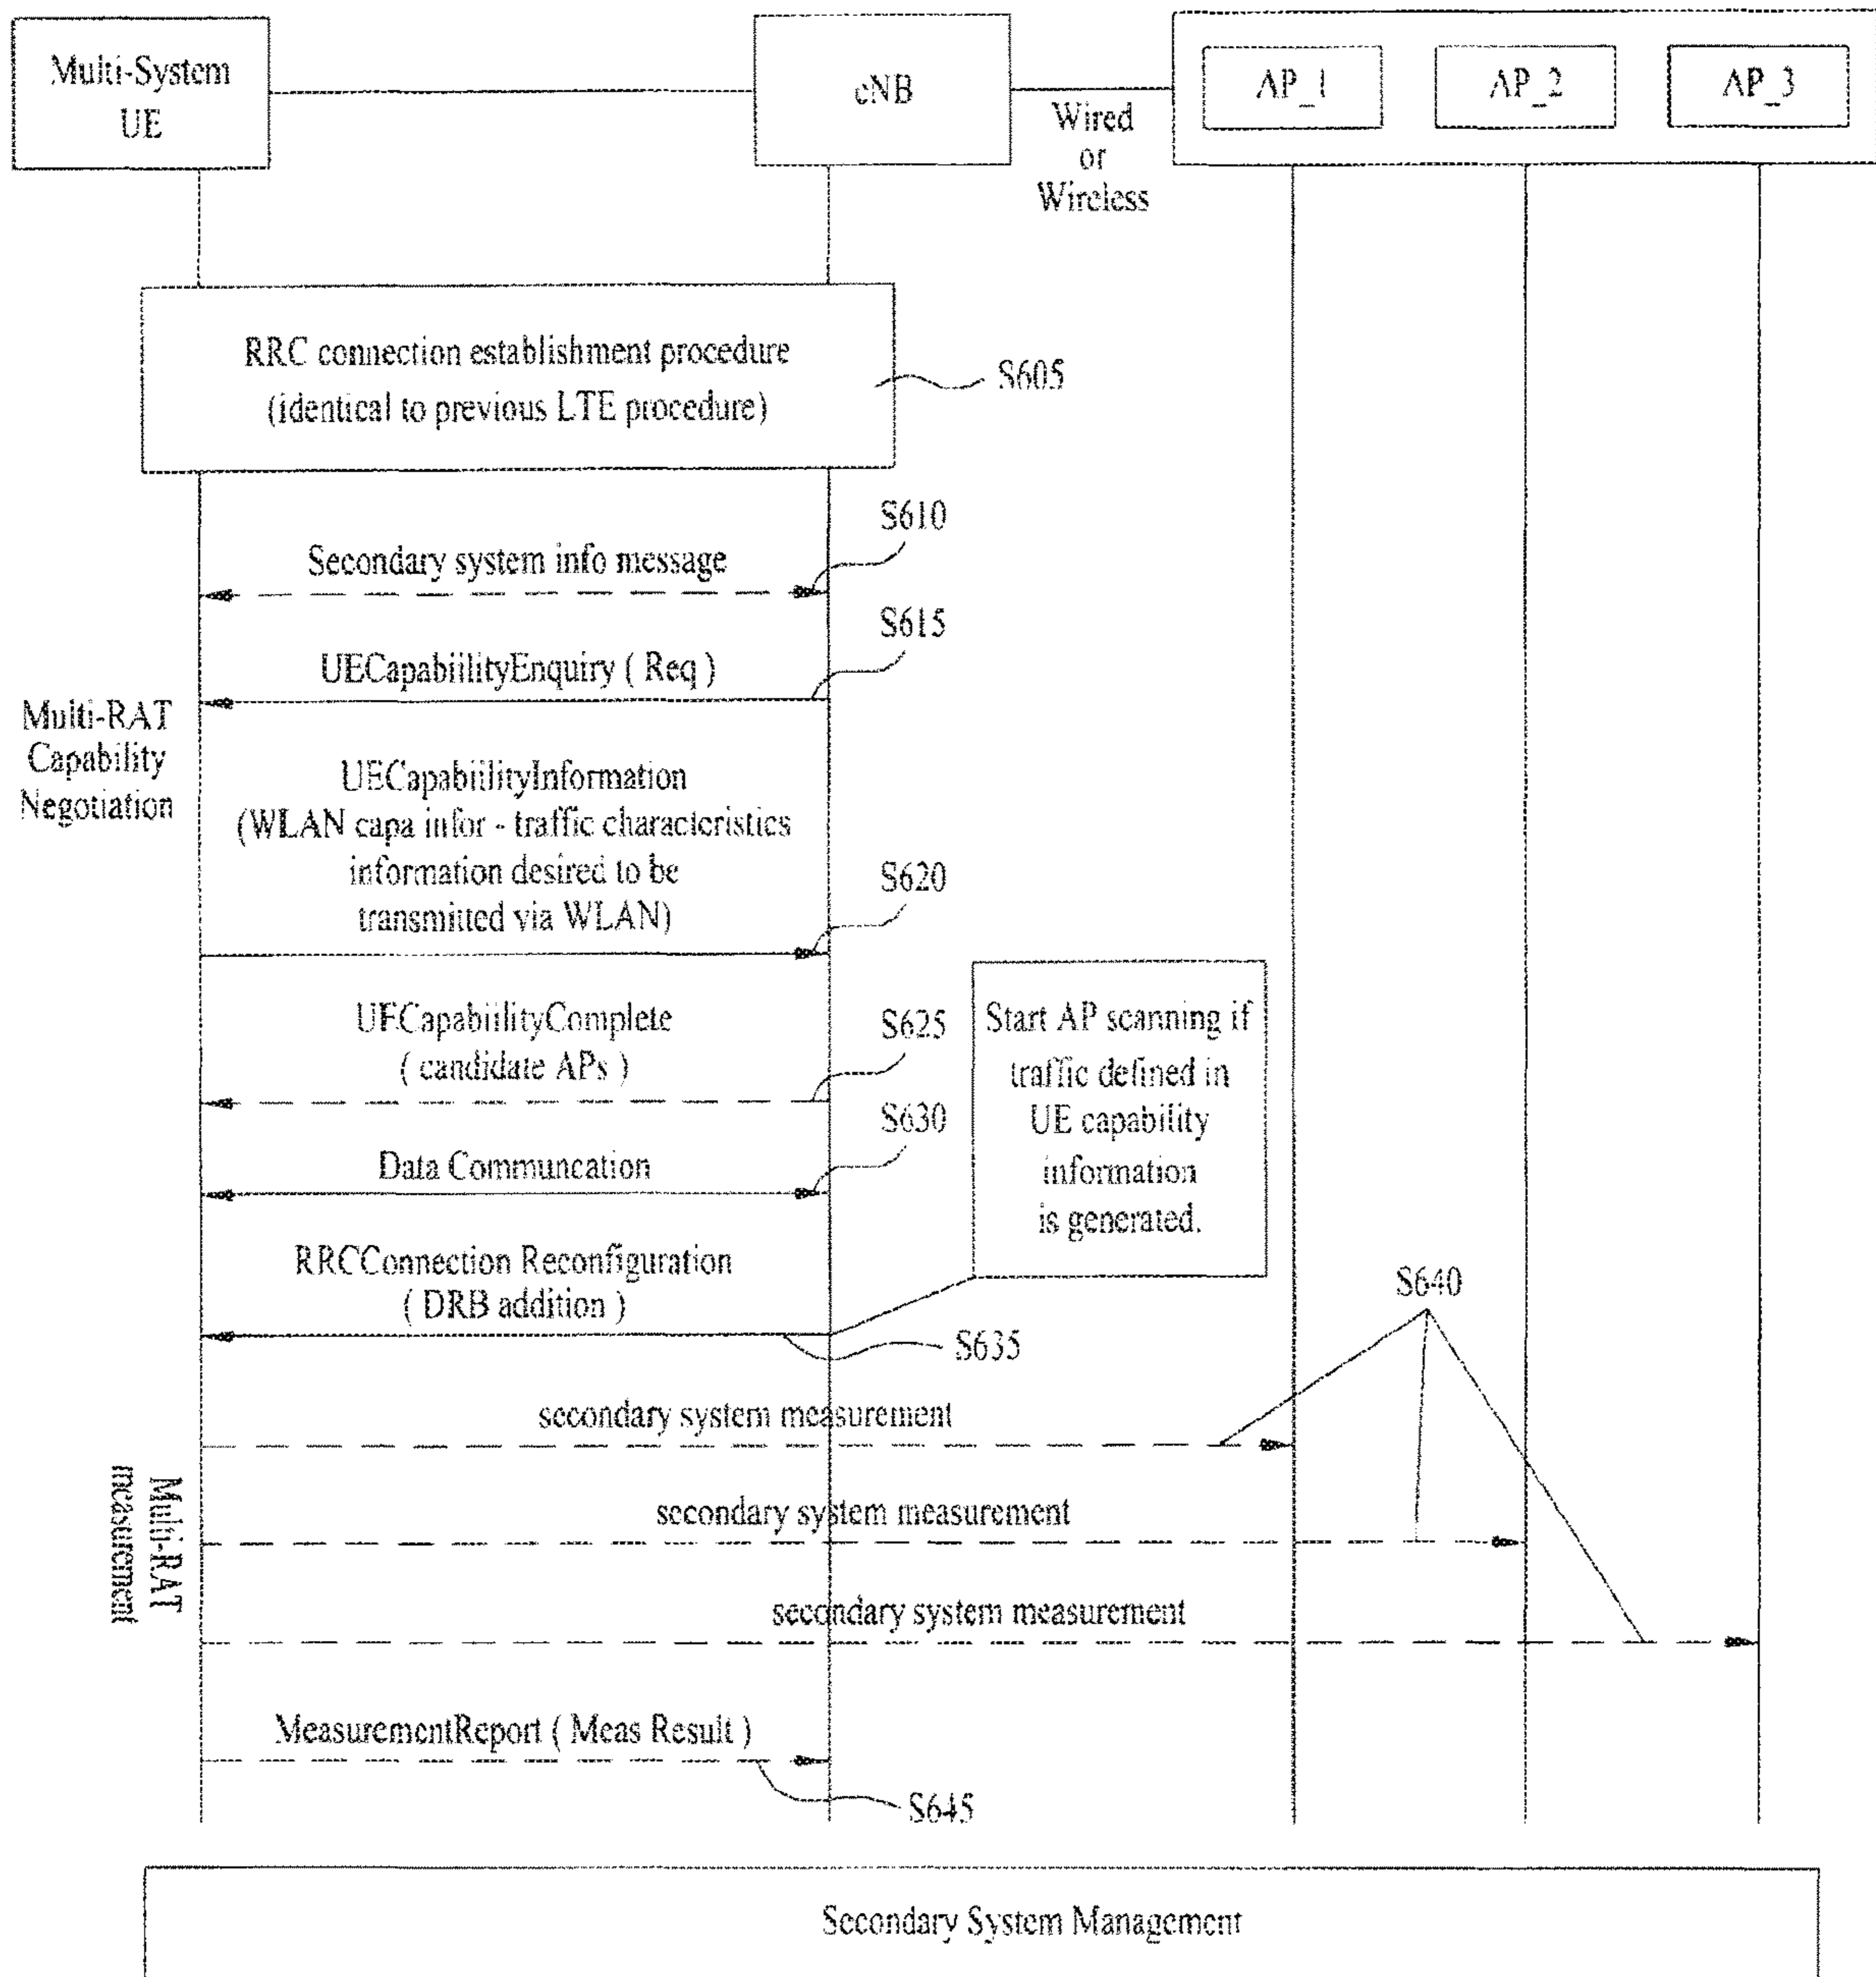 Multi-System
UE
eNB
Wired
or
Wireless
AP_1
AP_2
AP_3
RRC connection establishment procedure
(identical to previous LTE procedure)
S605
S610
Secondary system info message
S615
UECapabiilityEnquiry ( Req )
Multi-RAT
Capability
Negotiation
UECapabiilityInformation
(WLAN capa infor - traffic characteristics
information desired to be
transmitted via WLAN)
S620
UECapabiilityComplete
( candidate APs )
S625
Start AP scanning if
traffic defined in
UE capability
information
is generated.
S630
Data Communcation
RRCConnection Reconfiguration
( DRB addition )
S635
S640
secondary system measurement
secondary system measurement
secondary system measurement
Multi-RAT
measurement
MeasurementReport ( Meas Result )
S645
Secondary System Management